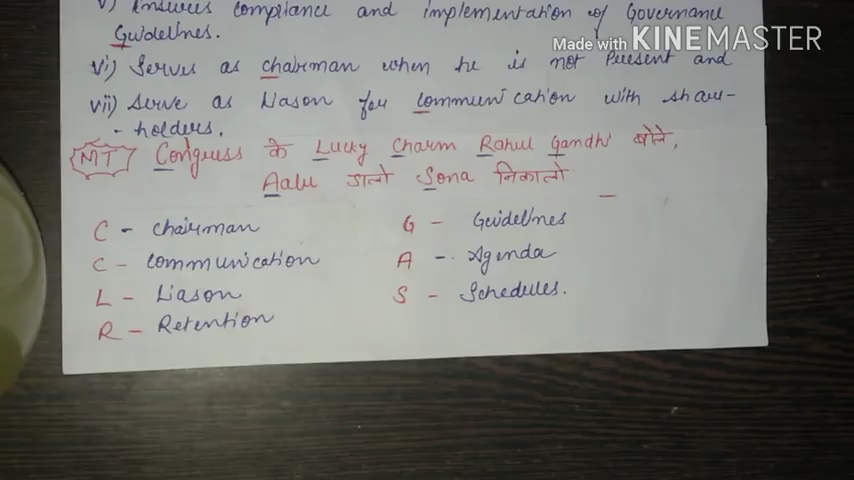 v) Ensures compliance and implementation of Governance
Guidelines.
Made with KINEMASTER
vi) Serves as chairman when he is not Present and
vii) Serve as Liason for communication with share-
-holders.
MT Congress के Lucky Charm Rahul Gandhi बोले,
Aalu डालो Sona निकालो
C - Chairman
C - Communication
L - Liason
R - Retention
G - Guidelines
A - Agenda
S - Schedules.